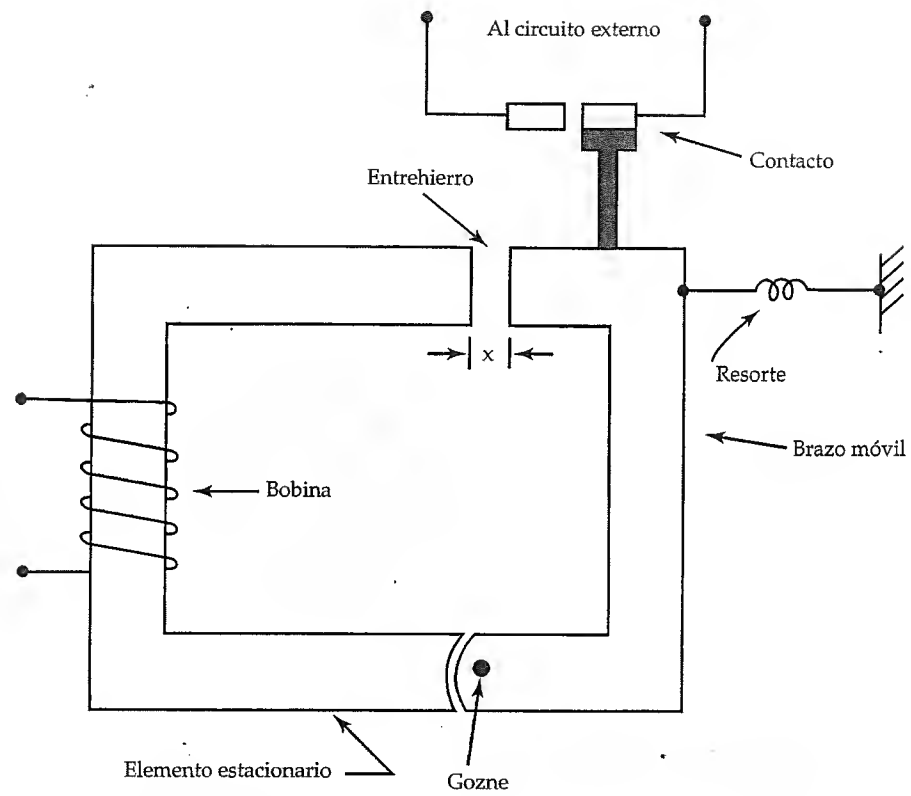 Al circuito externo
Contacto
Entrehierro
x
Resorte
Brazo móvil
Bobina
Elemento estacionario
Gozne